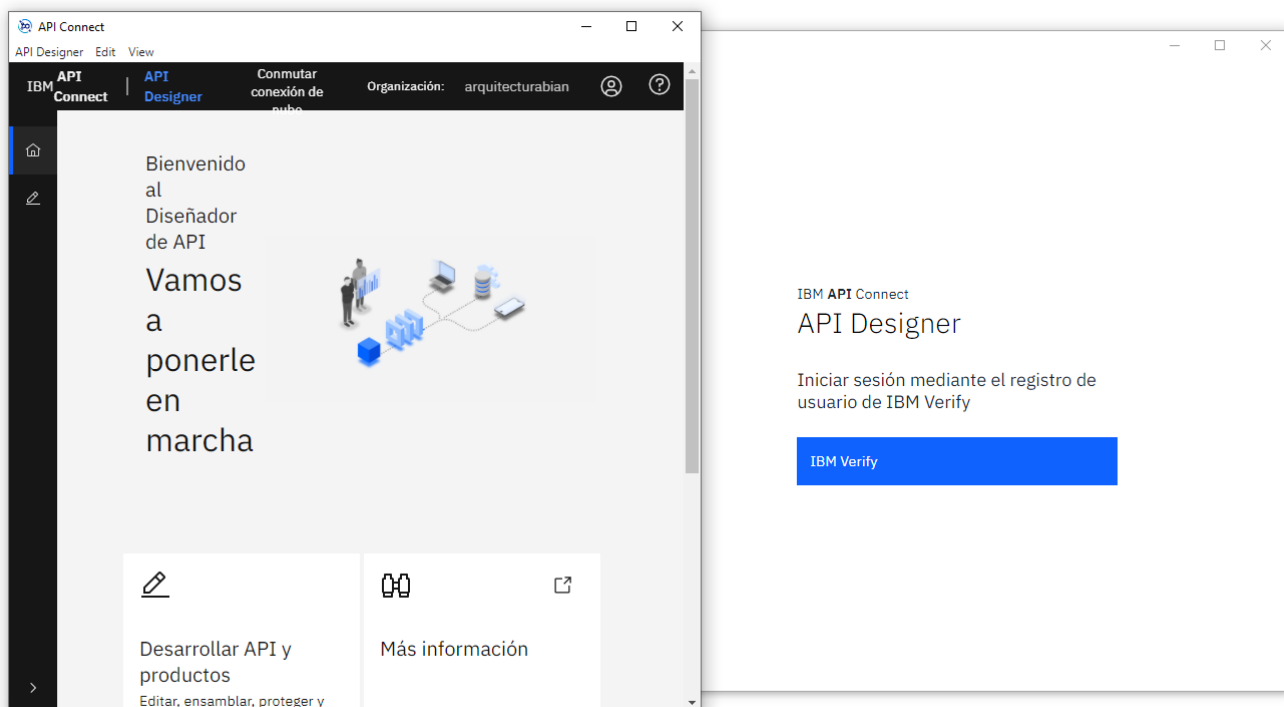 API Connect
API Designer Edit View
IBM API Connect | API Designer
Conmutar conexión de nube
Organización: arquitecturabian
Bienvenido
al
Diseñador
de API
Vamos
a
ponerle
en
marcha
Desarrollar API y
productos
Editar, ensamblar, proteger y
Más información
IBM API Connect
API Designer
Iniciar sesión mediante el registro de
usuario de IBM Verify
IBM Verify